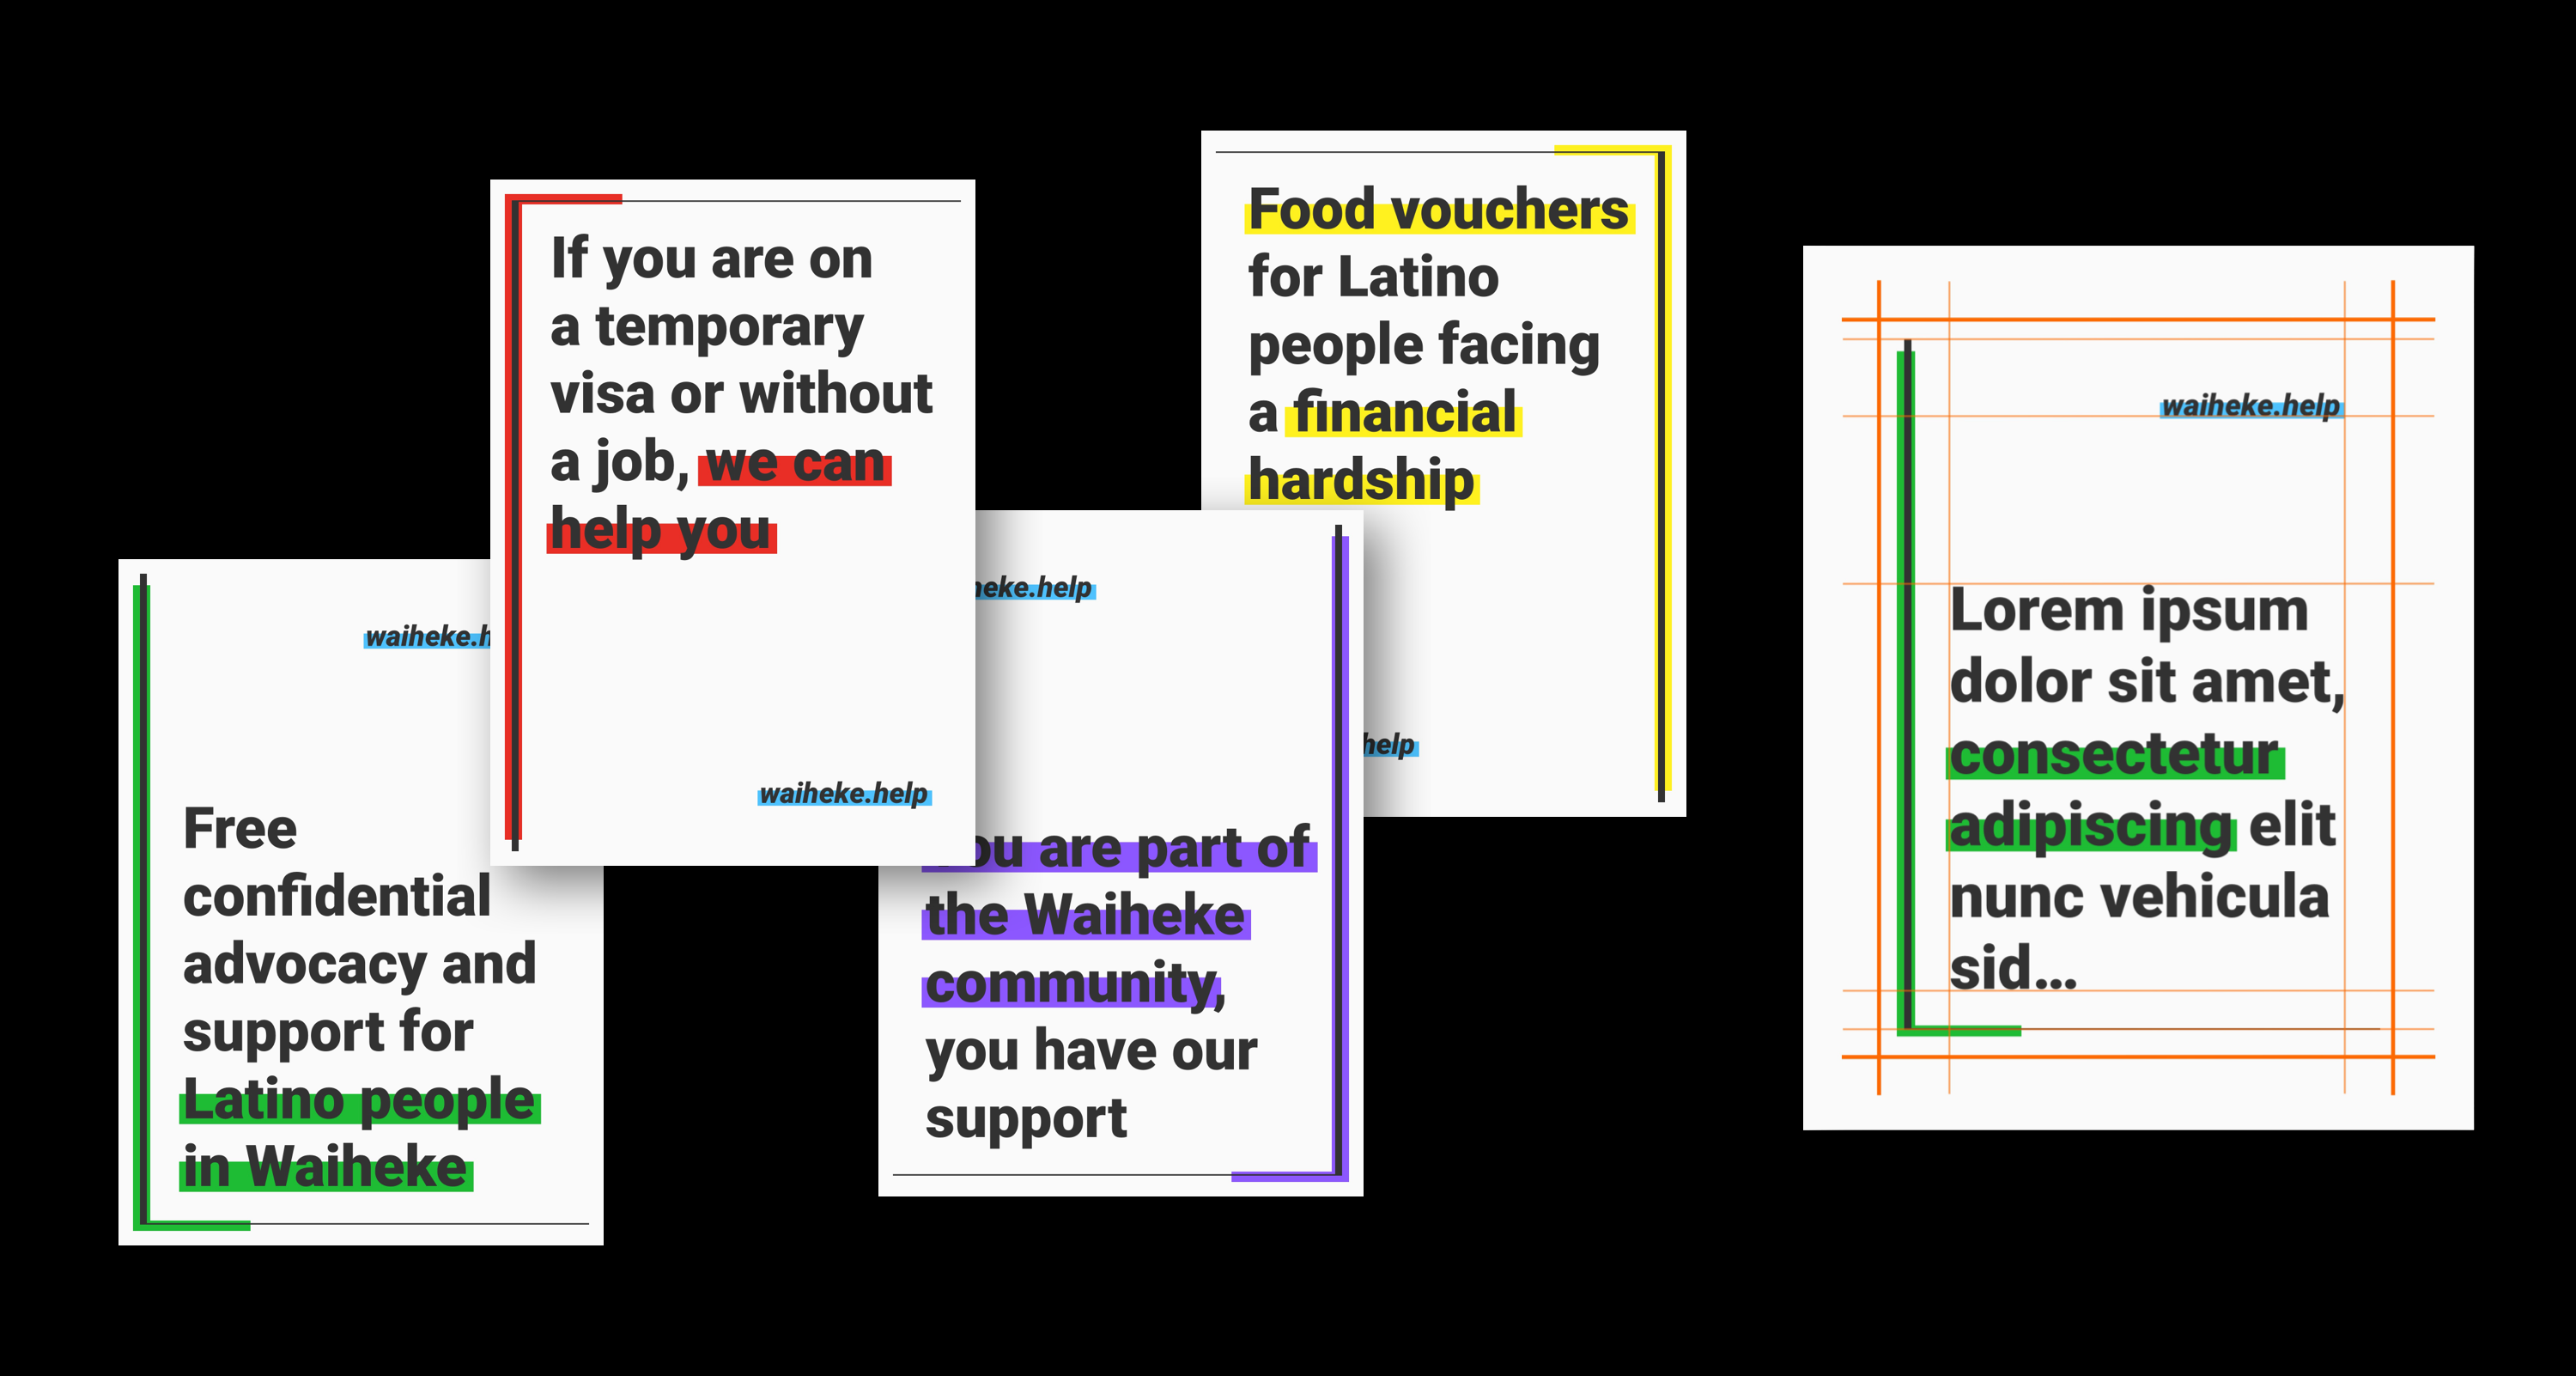 waiheke.h
Free
confidential
advocacy and
support for
Latino people
in Waiheke
If you are on
a temporary
visa or without
a job, we can
help you
waiheke.help
heke.help
ou are part of
the Waiheke
community,
you have our
support
Food vouchers
for Latino
people facing
a financial
hardship
help
waiheke.help
Lorem ipsum
dolor sit amet,
consectetur
adipiscing elit
nunc vehicula
sid...